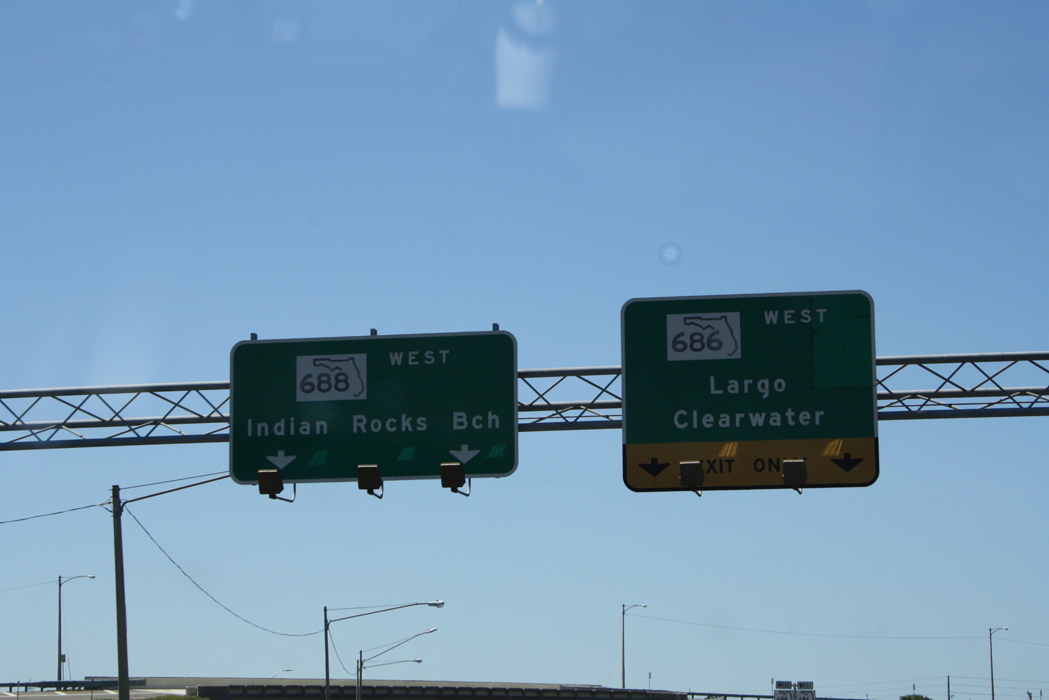 WEST
688
Indian Rocks Bch
WEST
686
Largo
Clearwater
EXIT ONLY